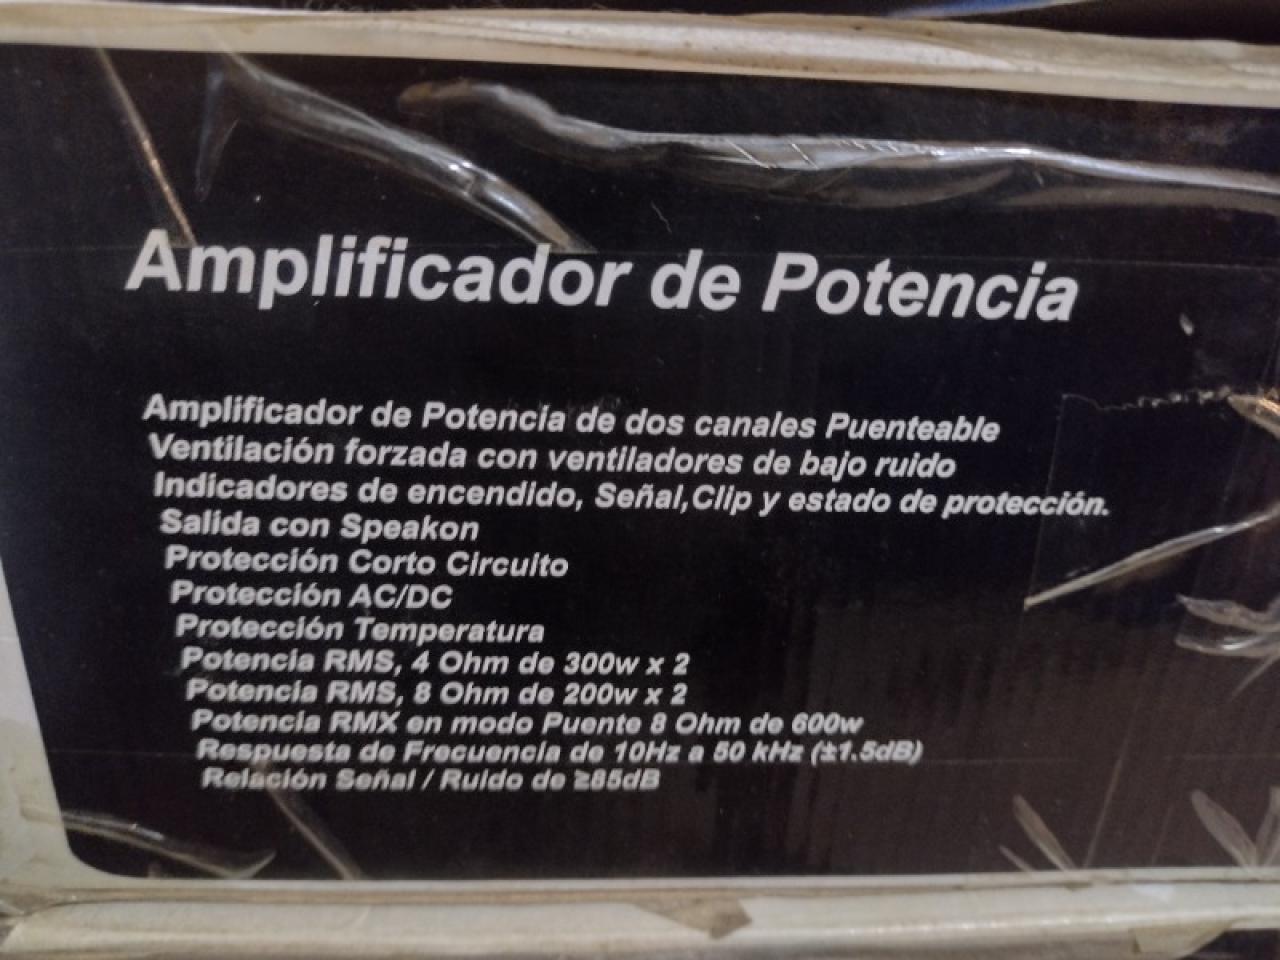 Amplificador de Potencia
Amplificador de Potencia de dos canales Puenteable
Ventilación forzada con ventiladores de bajo ruido
Indicadores de encendido, Señal,Clip y estado de protección.
Salida con Speakon
Protección Corto Circuito
Protección AC/DC
Protección Temperatura
Potencia RMS, 4 Ohm de 300w x 2
Potencia RMS, 8 Ohm de 200w x 2
Potencia RMX en modo Puente 8 Ohm de 600w
Respuesta de Frecuencia de 10Hz a 50 kHz (±1.5dB)
Relación Señal / Ruido de ≥85dB